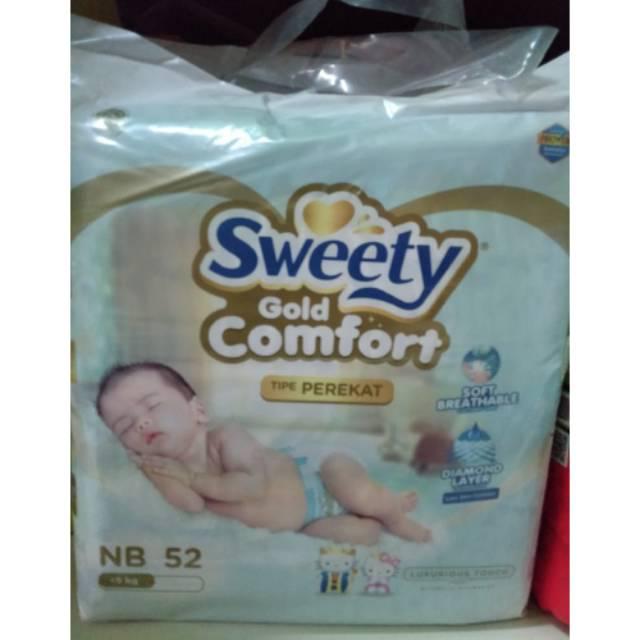 Sweety
Gold
Comfort
TIPE PEREKAT
SOFT
BREATHABLE
DIAMOND
LAYER
NB 52
<5 kg
LUXURIOUS TOUCH